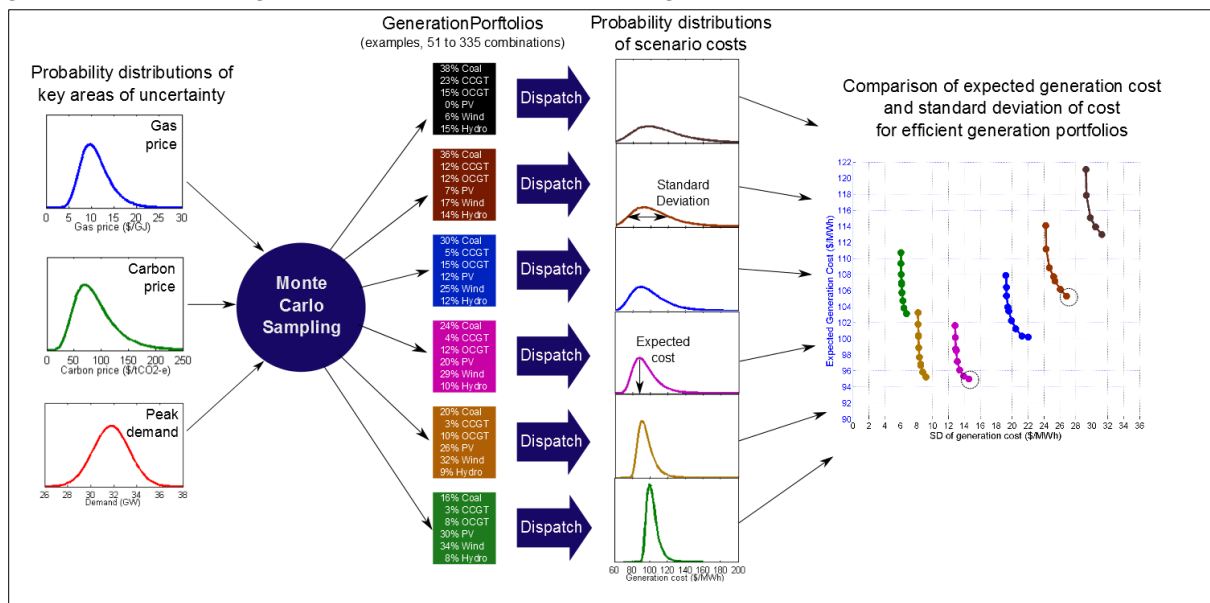 Probability distributions of
key areas of uncertainty
Gas
price
0 5 10 15 20 25 30
Gas price ($/GJ)
Carbon
price
0 50 100 150 200 250
Carbon price ($/tCO2-e)
Peak
demand
26 28 30 32 34 36 38
Demand (GW)
Monte
Carlo
Sampling
GenerationPorftolios
(examples, 51 to 335 combinations)
38% Coal
23% CCGT
15% OCGT
0% PV
6% Wind
15% Hydro
36% Coal
12% CCGT
12% OCGT
7% PV
17% Wind
14% Hydro
30% Coal
5% CCGT
15% OCGT
12% PV
25% Wind
12% Hydro
24% Coal
4% CCGT
12% OCGT
20% PV
29% Wind
10% Hydro
20% Coal
3% CCGT
10% OCGT
26% PV
32% Wind
9% Hydro
16% Coal
3% CCGT
8% OCGT
30% PV
34% Wind
8% Hydro
Dispatch
Dispatch
Dispatch
Dispatch
Dispatch
Dispatch
Probability distributions
of scenario costs
Standard
Deviation
Expected
cost
60 80 100 120 140 160 180 200
Generation cost ($/MWh)
Comparison of expected generation cost
and standard deviation of cost
for efficient generation portfolios
Expected Generation Cost ($/MWh)
122
120
118
116
114
112
110
108
106
104
102
100
98
96
94
92
90
0 2 4 6 8 10 12 14 16 18 20 22 24 26 28 30 32 34 36
SD of generation cost ($/MWh)